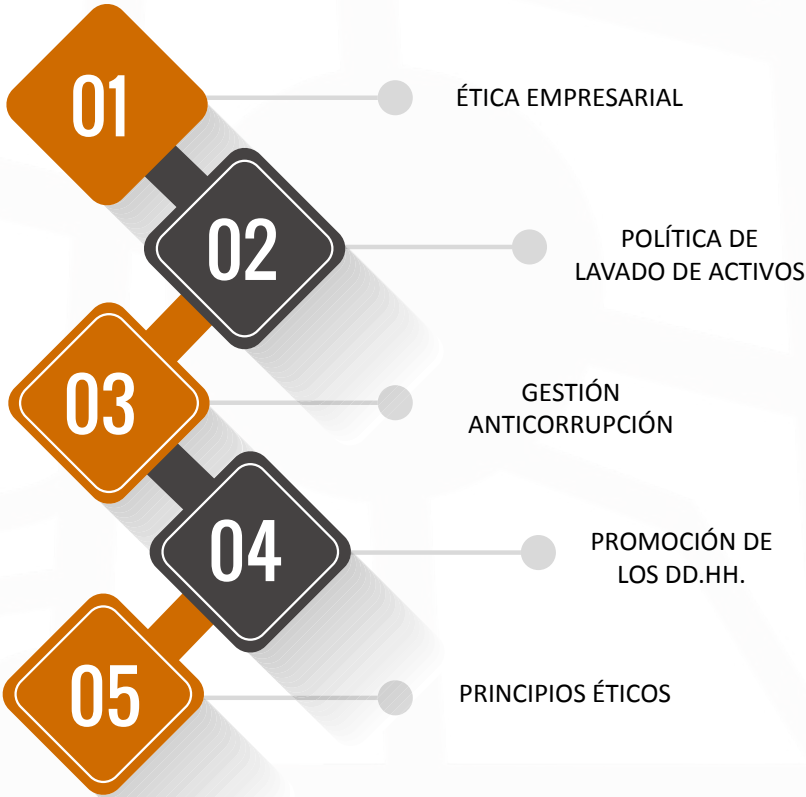 01
ÉTICA EMPRESARIAL
02
POLÍTICA DE
LAVADO DE ACTIVOS
03
GESTIÓN
ANTICORRUPCIÓN
04
PROMOCIÓN DE
LOS DD.HH.
05
PRINCIPIOS ÉTICOS